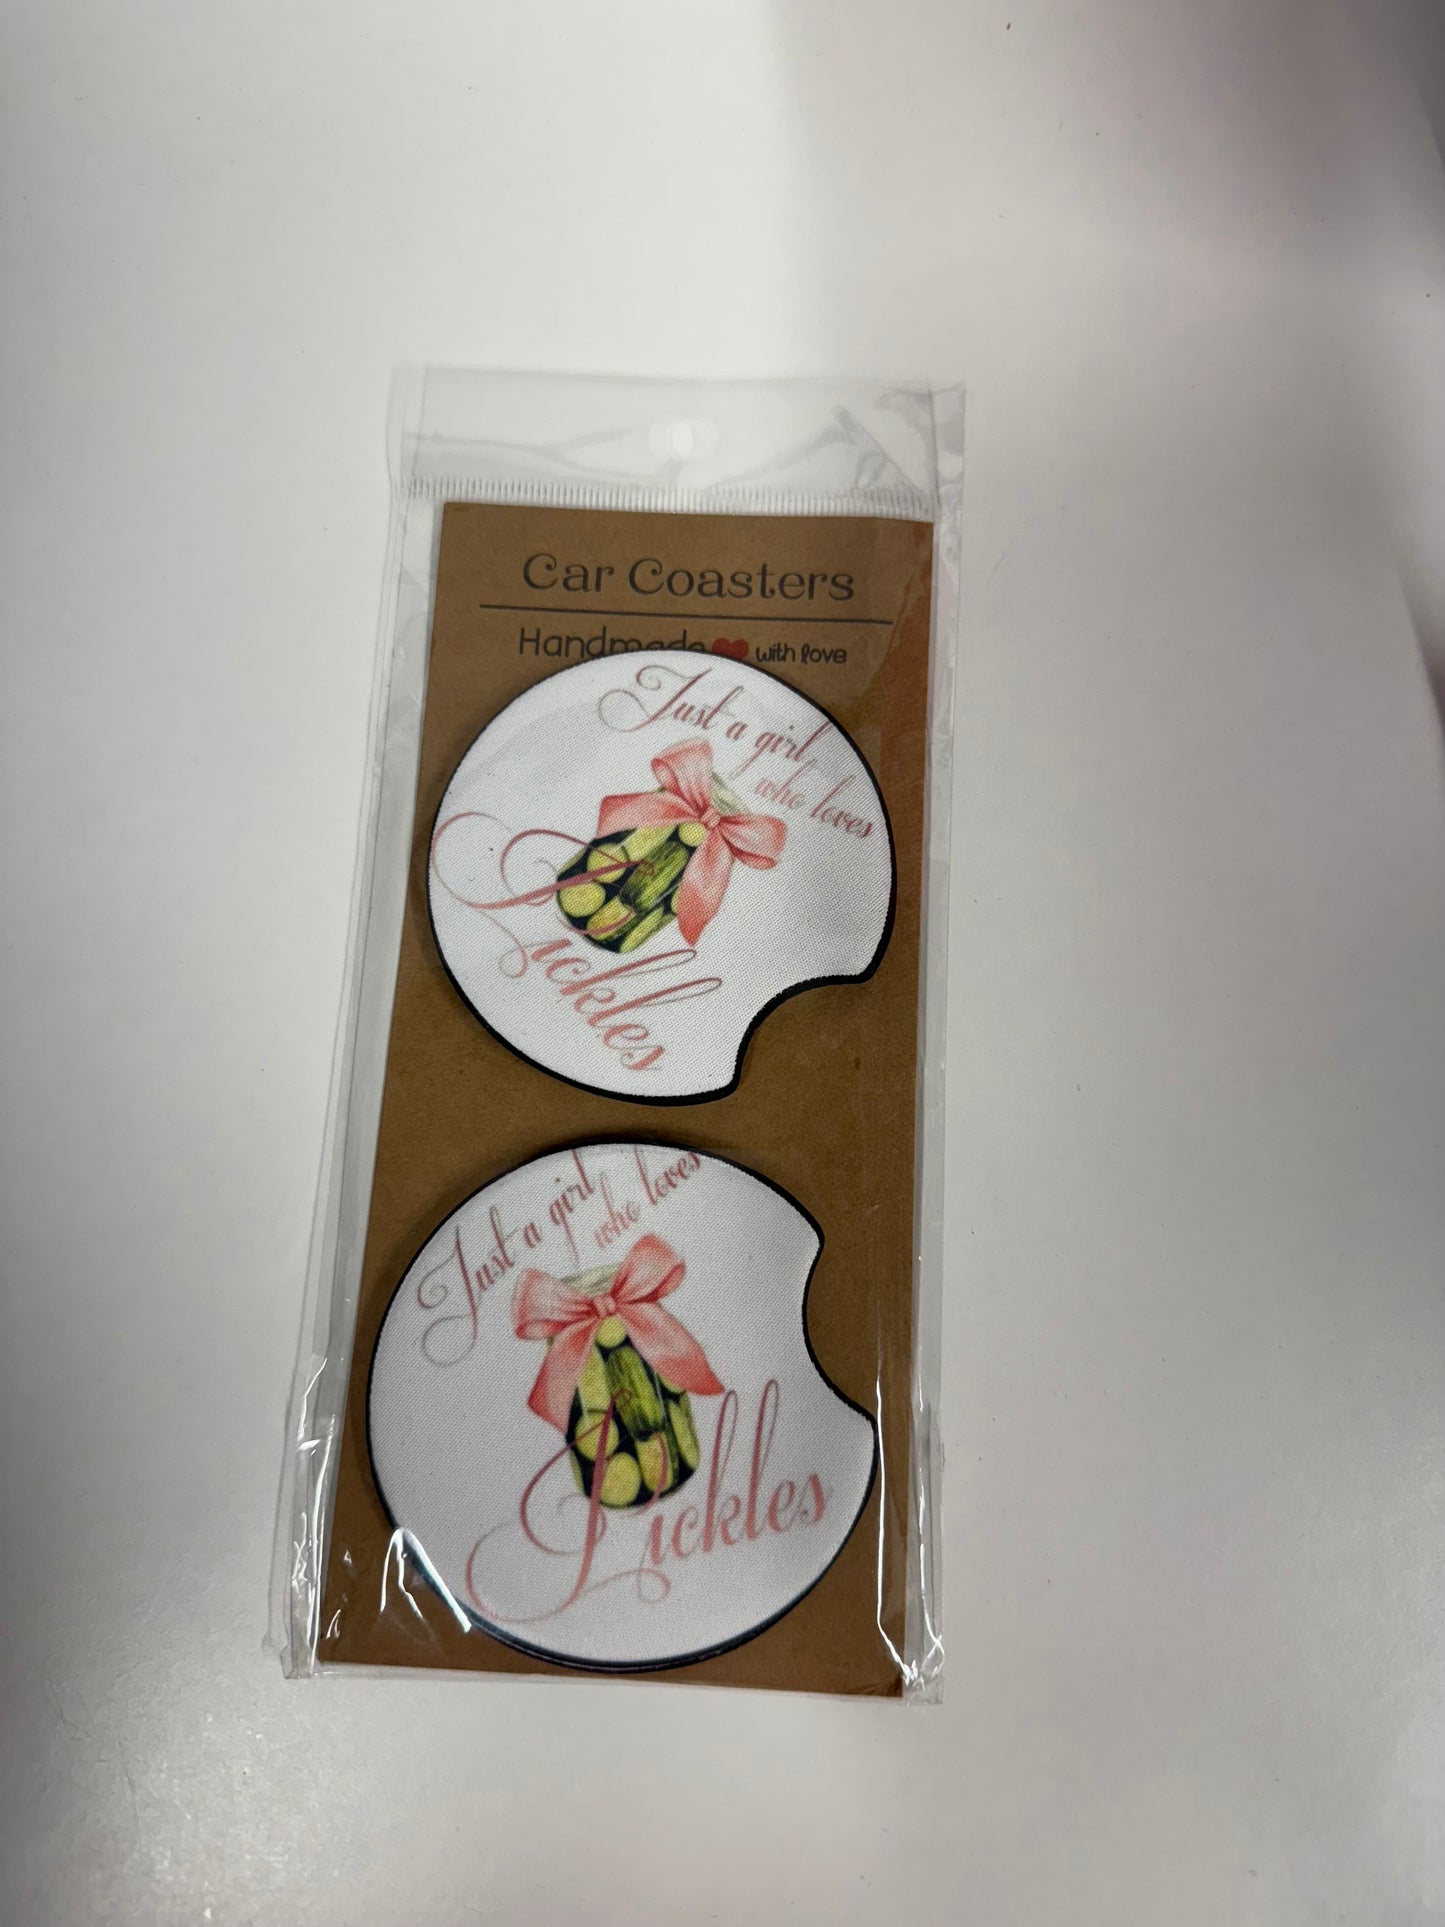 Car Coasters
Handmade with love
Just a girl
who loves
Pickles
Just a girl
who loves
Pickles